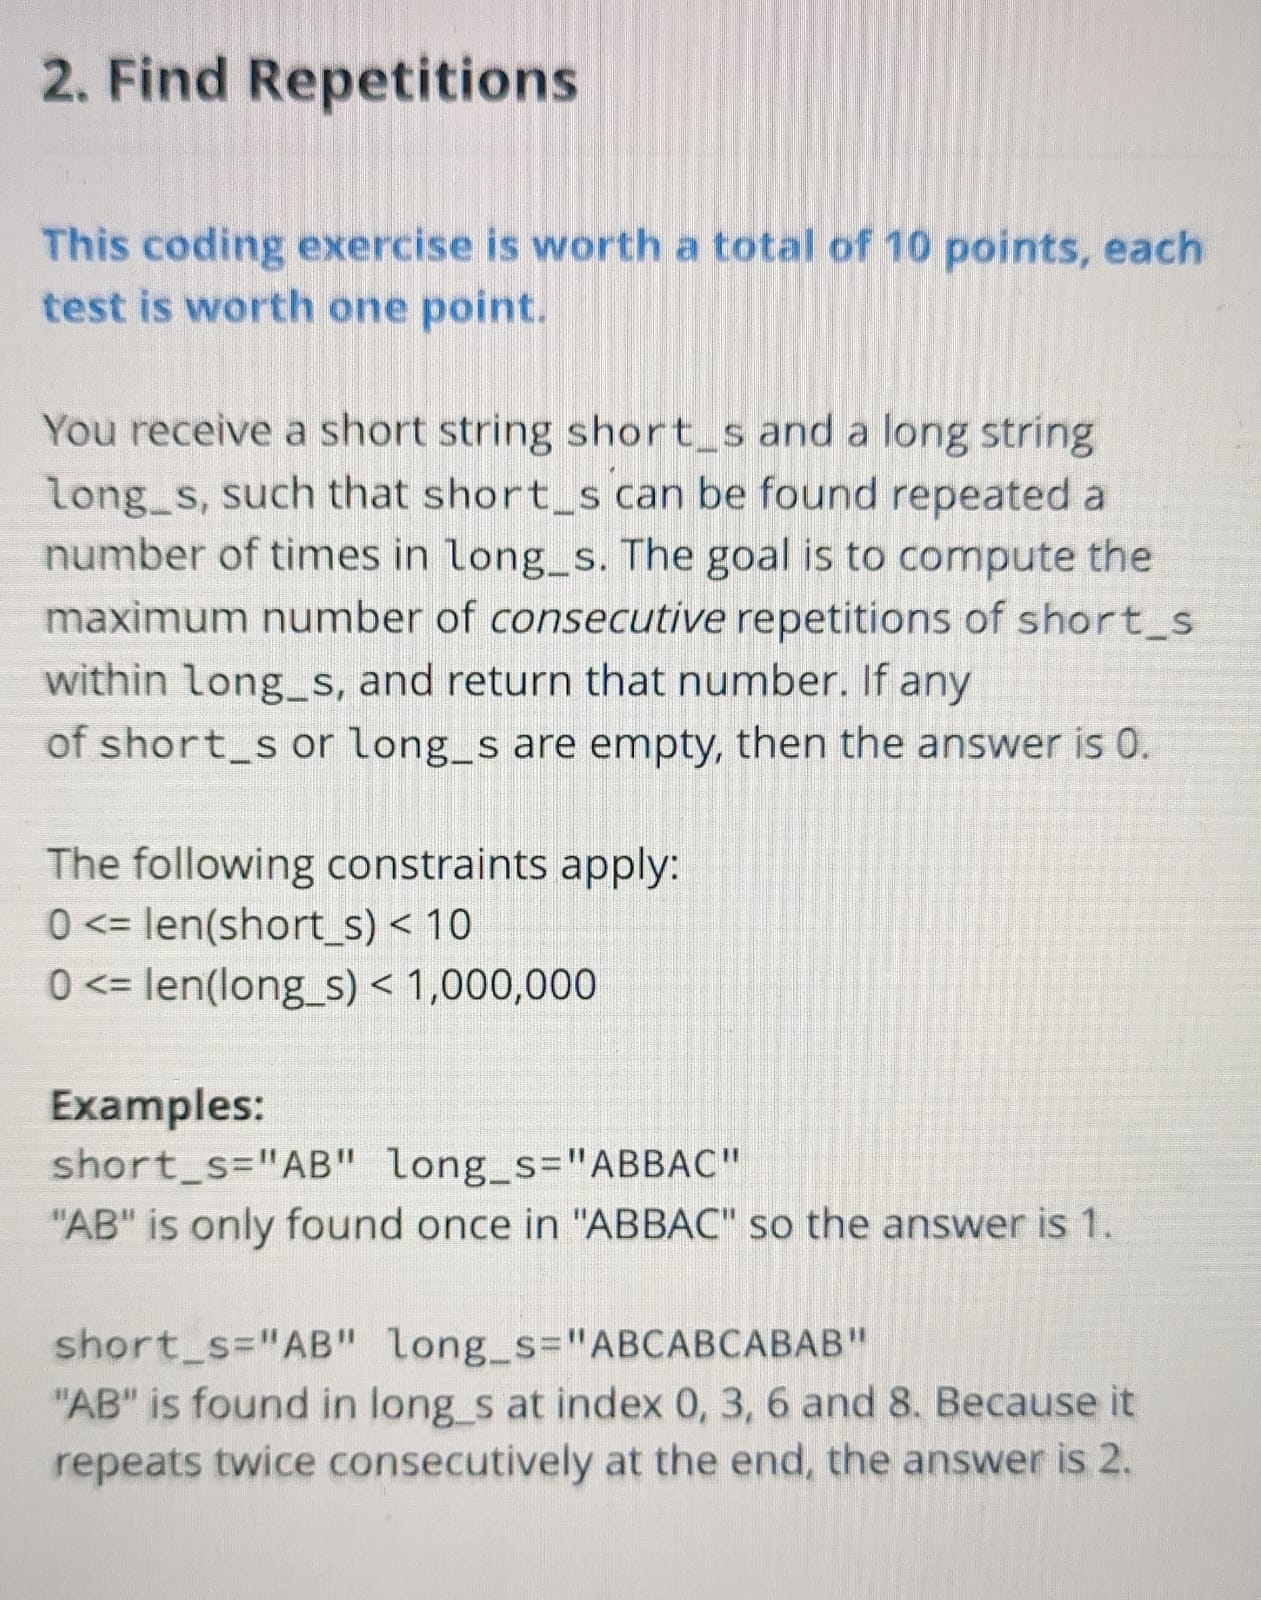 2. Find Repetitions
This coding exercise is worth a total of 10 points, each
test is worth one point.
You receive a short string short_s and a long string
long_s, such that short_s can be found repeated a
number of times in long_s. The goal is to compute the
maximum number of consecutive repetitions of short_s
within long_s, and return that number. If any
of short_s or long_s are empty, then the answer is 0.
The following constraints apply:
0 <= len(short_s) < 10
0 <= len(long_s) < 1,000,000
Examples:
short_s="AB" long_s="ABBAC"
"AB" is only found once in "ABBAC" so the answer is 1.
short_s="AB" long_s="ABCABCABAB"
"AB" is found in long_s at index 0, 3, 6 and 8. Because it
repeats twice consecutively at the end, the answer is 2.